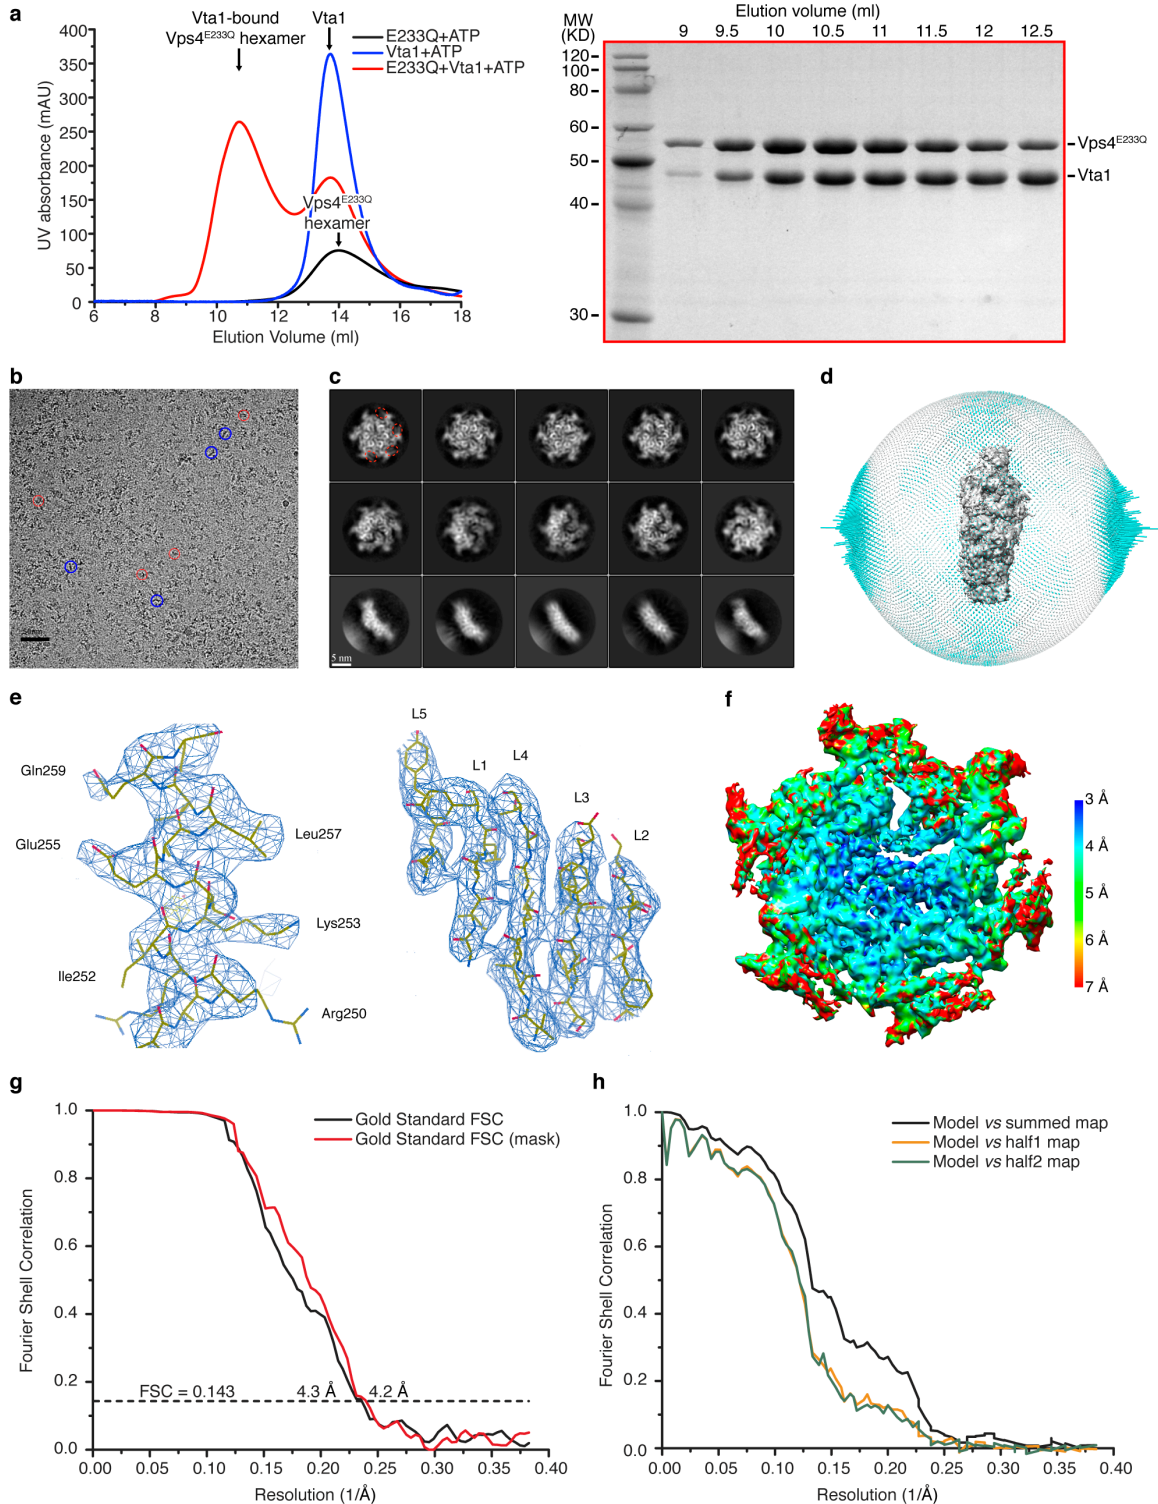 a
Vta1-bound
Vps4E233Q hexamer
Vta1
E233Q+ATP
Vta1+ATP
E233Q+Vta1+ATP
Vps4E233Q
hexamer
UV absorbance (mAU)
400
350
300
250
200
150
100
50
0
6 8 10 12 14 16 18
Elution Volume (ml)
Elution volume (ml)
MW
(KD)
9 9.5 10 10.5 11 11.5 12 12.5
120
100
80
60
50
40
30
Vps4E233Q
Vta1
b
c
5 nm
d
e
Gln259
Glu255
Ile252
Leu257
Lys253
Arg250
L5
L1
L4
L3
L2
f
3 Å
4 Å
5 Å
6 Å
7 Å
g
Gold Standard FSC
Gold Standard FSC (mask)
Fourier Shell Correlation
1.0
0.8
0.6
0.4
0.2
0.0
FSC = 0.143 4.3 Å 4.2 Å
0.00 0.05 0.10 0.15 0.20 0.25 0.30 0.35 0.40
Resolution (1/Å)
h
Model vs summed map
Model vs half1 map
Model vs half2 map
Fourier Shell Correlation
1.0
0.8
0.6
0.4
0.2
0.0
0.00 0.05 0.10 0.15 0.20 0.25 0.30 0.35 0.40
Resolution (1/Å)